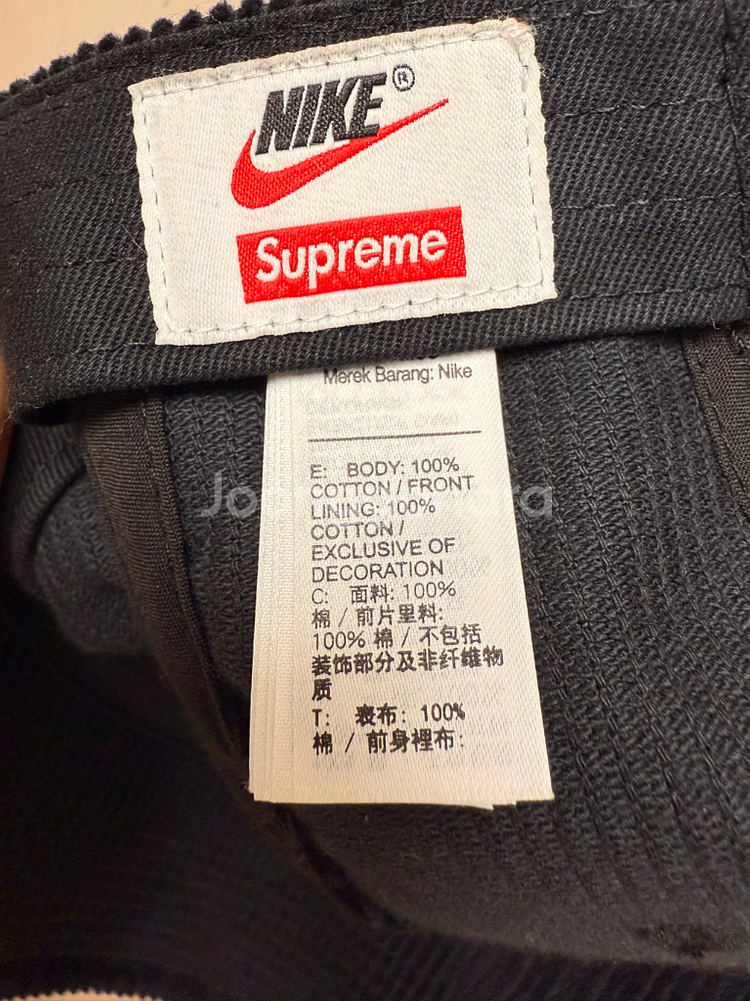 NIKE®
Supreme
Merek Barang: Nike
E: BODY: 100%
COTTON / FRONT
LINING: 100%
COTTON /
EXCLUSIVE OF
DECORATION
C: 面料: 100%
棉 / 前片里料:
100% 棉 / 不包括
装饰部分及非纤维物
质
T: 表布: 100%
棉 / 前身裡布: